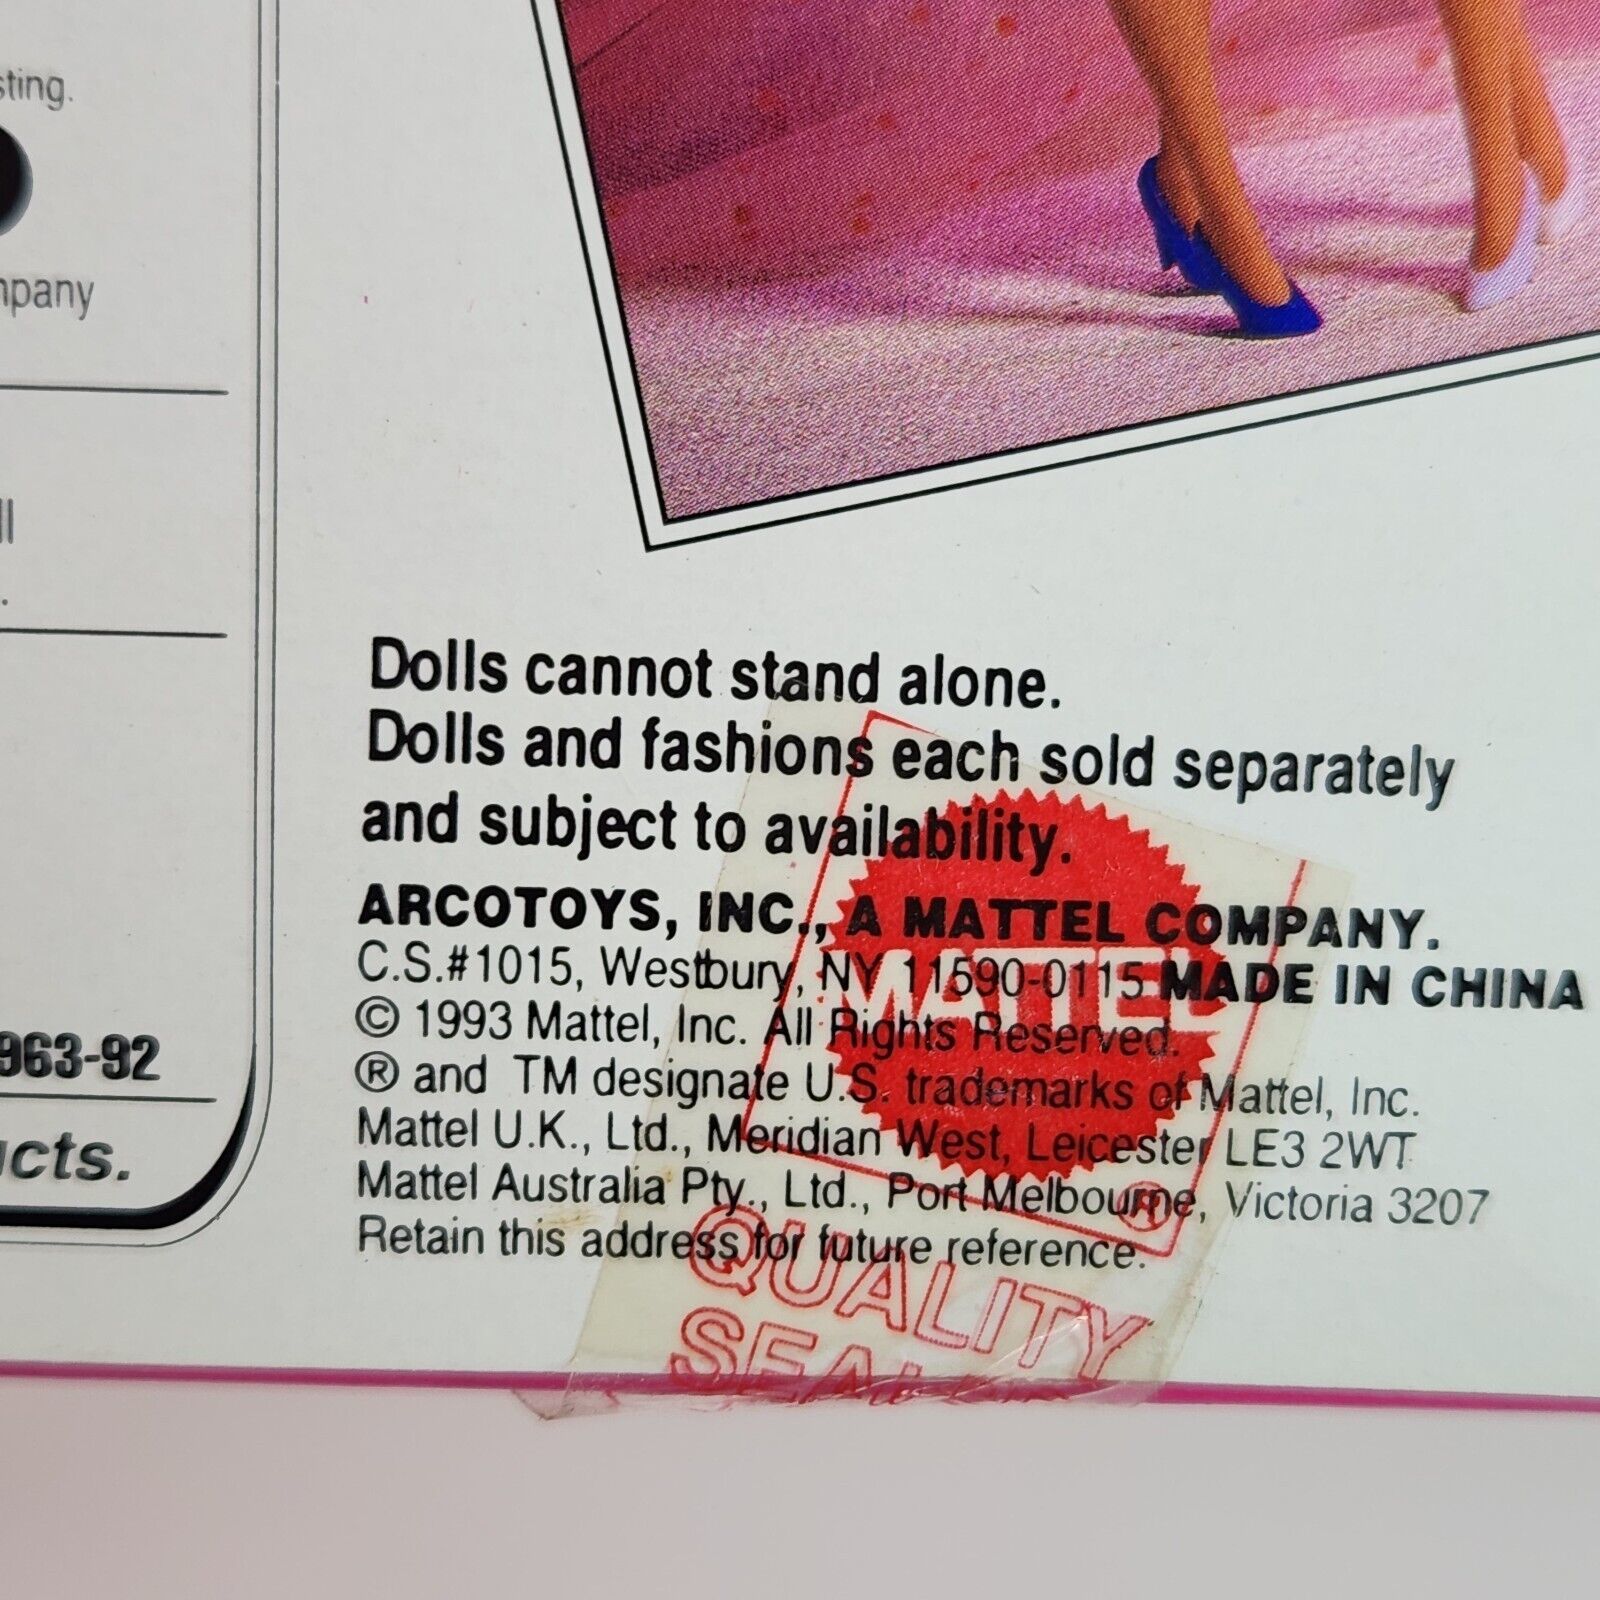 Dolls cannot stand alone.
Dolls and fashions each sold separately
and subject to availability.
ARCOTOYS, INC., A MATTEL COMPANY.
C.S.#1015, Westbury, NY 11590-0115 MADE IN CHINA
© 1993 Mattel, Inc. All Rights Reserved.
® and TM designate U.S. trademarks of Mattel, Inc.
Mattel U.K., Ltd., Meridian West, Leicester LE3 2WT
Mattel Australia Pty., Ltd., Port Melbourne, Victoria 3207
Retain this address for future reference.
MATTEL
®
QUALITY
SEAL
963-92